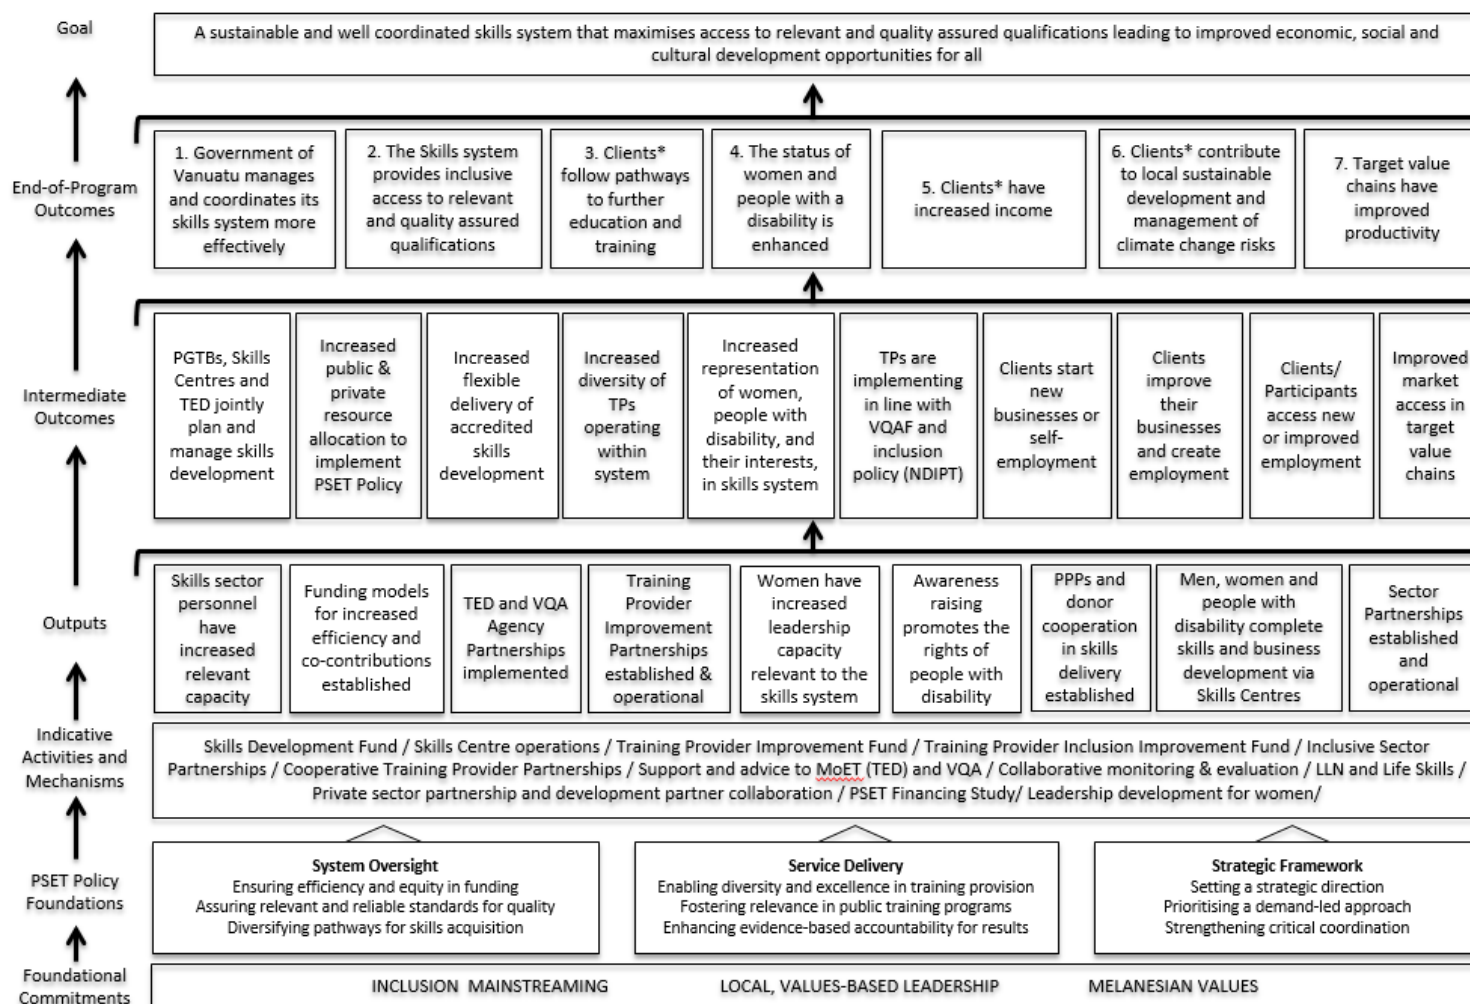 Goal
A sustainable and well coordinated skills system that maximises access to relevant and quality assured qualifications leading to improved economic, social and
cultural development opportunities for all
End-of-Program
Outcomes
1. Government of
Vanuatu manages
and coordinates its
skills system more
effectively
2. The Skills system
provides inclusive
access to relevant
and quality assured
qualifications
3. Clients*
follow pathways
to further
education and
training
4. The status of
women and
people with a
disability is
enhanced
5. Clients* have
increased income
6. Clients* contribute
to local sustainable
development and
management of
climate change risks
7. Target value
chains have
improved
productivity
Intermediate
Outcomes
PGTBs, Skills
Centres and
TED jointly
plan and
manage skills
development
Increased
public &
private
resource
allocation to
implement
PSET Policy
Increased
flexible
delivery of
accredited
skills
development
Increased
diversity of
TPs
operating
within
system
Increased
representation
of women,
people with
disability, and
their interests,
in skills system
TPs are
implementing
in line with
VQAF and
inclusion
policy (NDIPT)
Clients start
new
businesses or
self-
employment
Clients
improve
their
businesses
and create
employment
Clients/
Participants
access new
or improved
employment
Improved
market
access in
target
value
chains
Outputs
Skills sector
personnel
have
increased
relevant
capacity
Funding models
for increased
efficiency and
co-contributions
established
TED and VQA
Agency
Partnerships
implemented
Training
Provider
Improvement
Partnerships
established &
operational
Women have
increased
leadership
capacity
relevant to the
skills system
Awareness
raising
promotes the
rights of
people with
disability
PPPs and
donor
cooperation
in skills
delivery
established
Men, women and
people with
disability complete
skills and business
development via
Skills Centres
Sector
Partnerships
established
and
operational
Indicative
Activities and
Mechanisms
Skills Development Fund / Skills Centre operations / Training Provider Improvement Fund / Training Provider Inclusion Improvement Fund / Inclusive Sector
Partnerships / Cooperative Training Provider Partnerships / Support and advice to MoET (TED) and VQA / Collaborative monitoring & evaluation / LLN and Life Skills /
Private sector partnership and development partner collaboration / PSET Financing Study/ Leadership development for women/
PSET Policy
Foundations
System Oversight
Ensuring efficiency and equity in funding
Assuring relevant and reliable standards for quality
Diversifying pathways for skills acquisition
Service Delivery
Enabling diversity and excellence in training provision
Fostering relevance in public training programs
Enhancing evidence-based accountability for results
Strategic Framework
Setting a strategic direction
Prioritising a demand-led approach
Strengthening critical coordination
Foundational
Commitments
INCLUSION MAINSTREAMING LOCAL, VALUES-BASED LEADERSHIP MELANESIAN VALUES